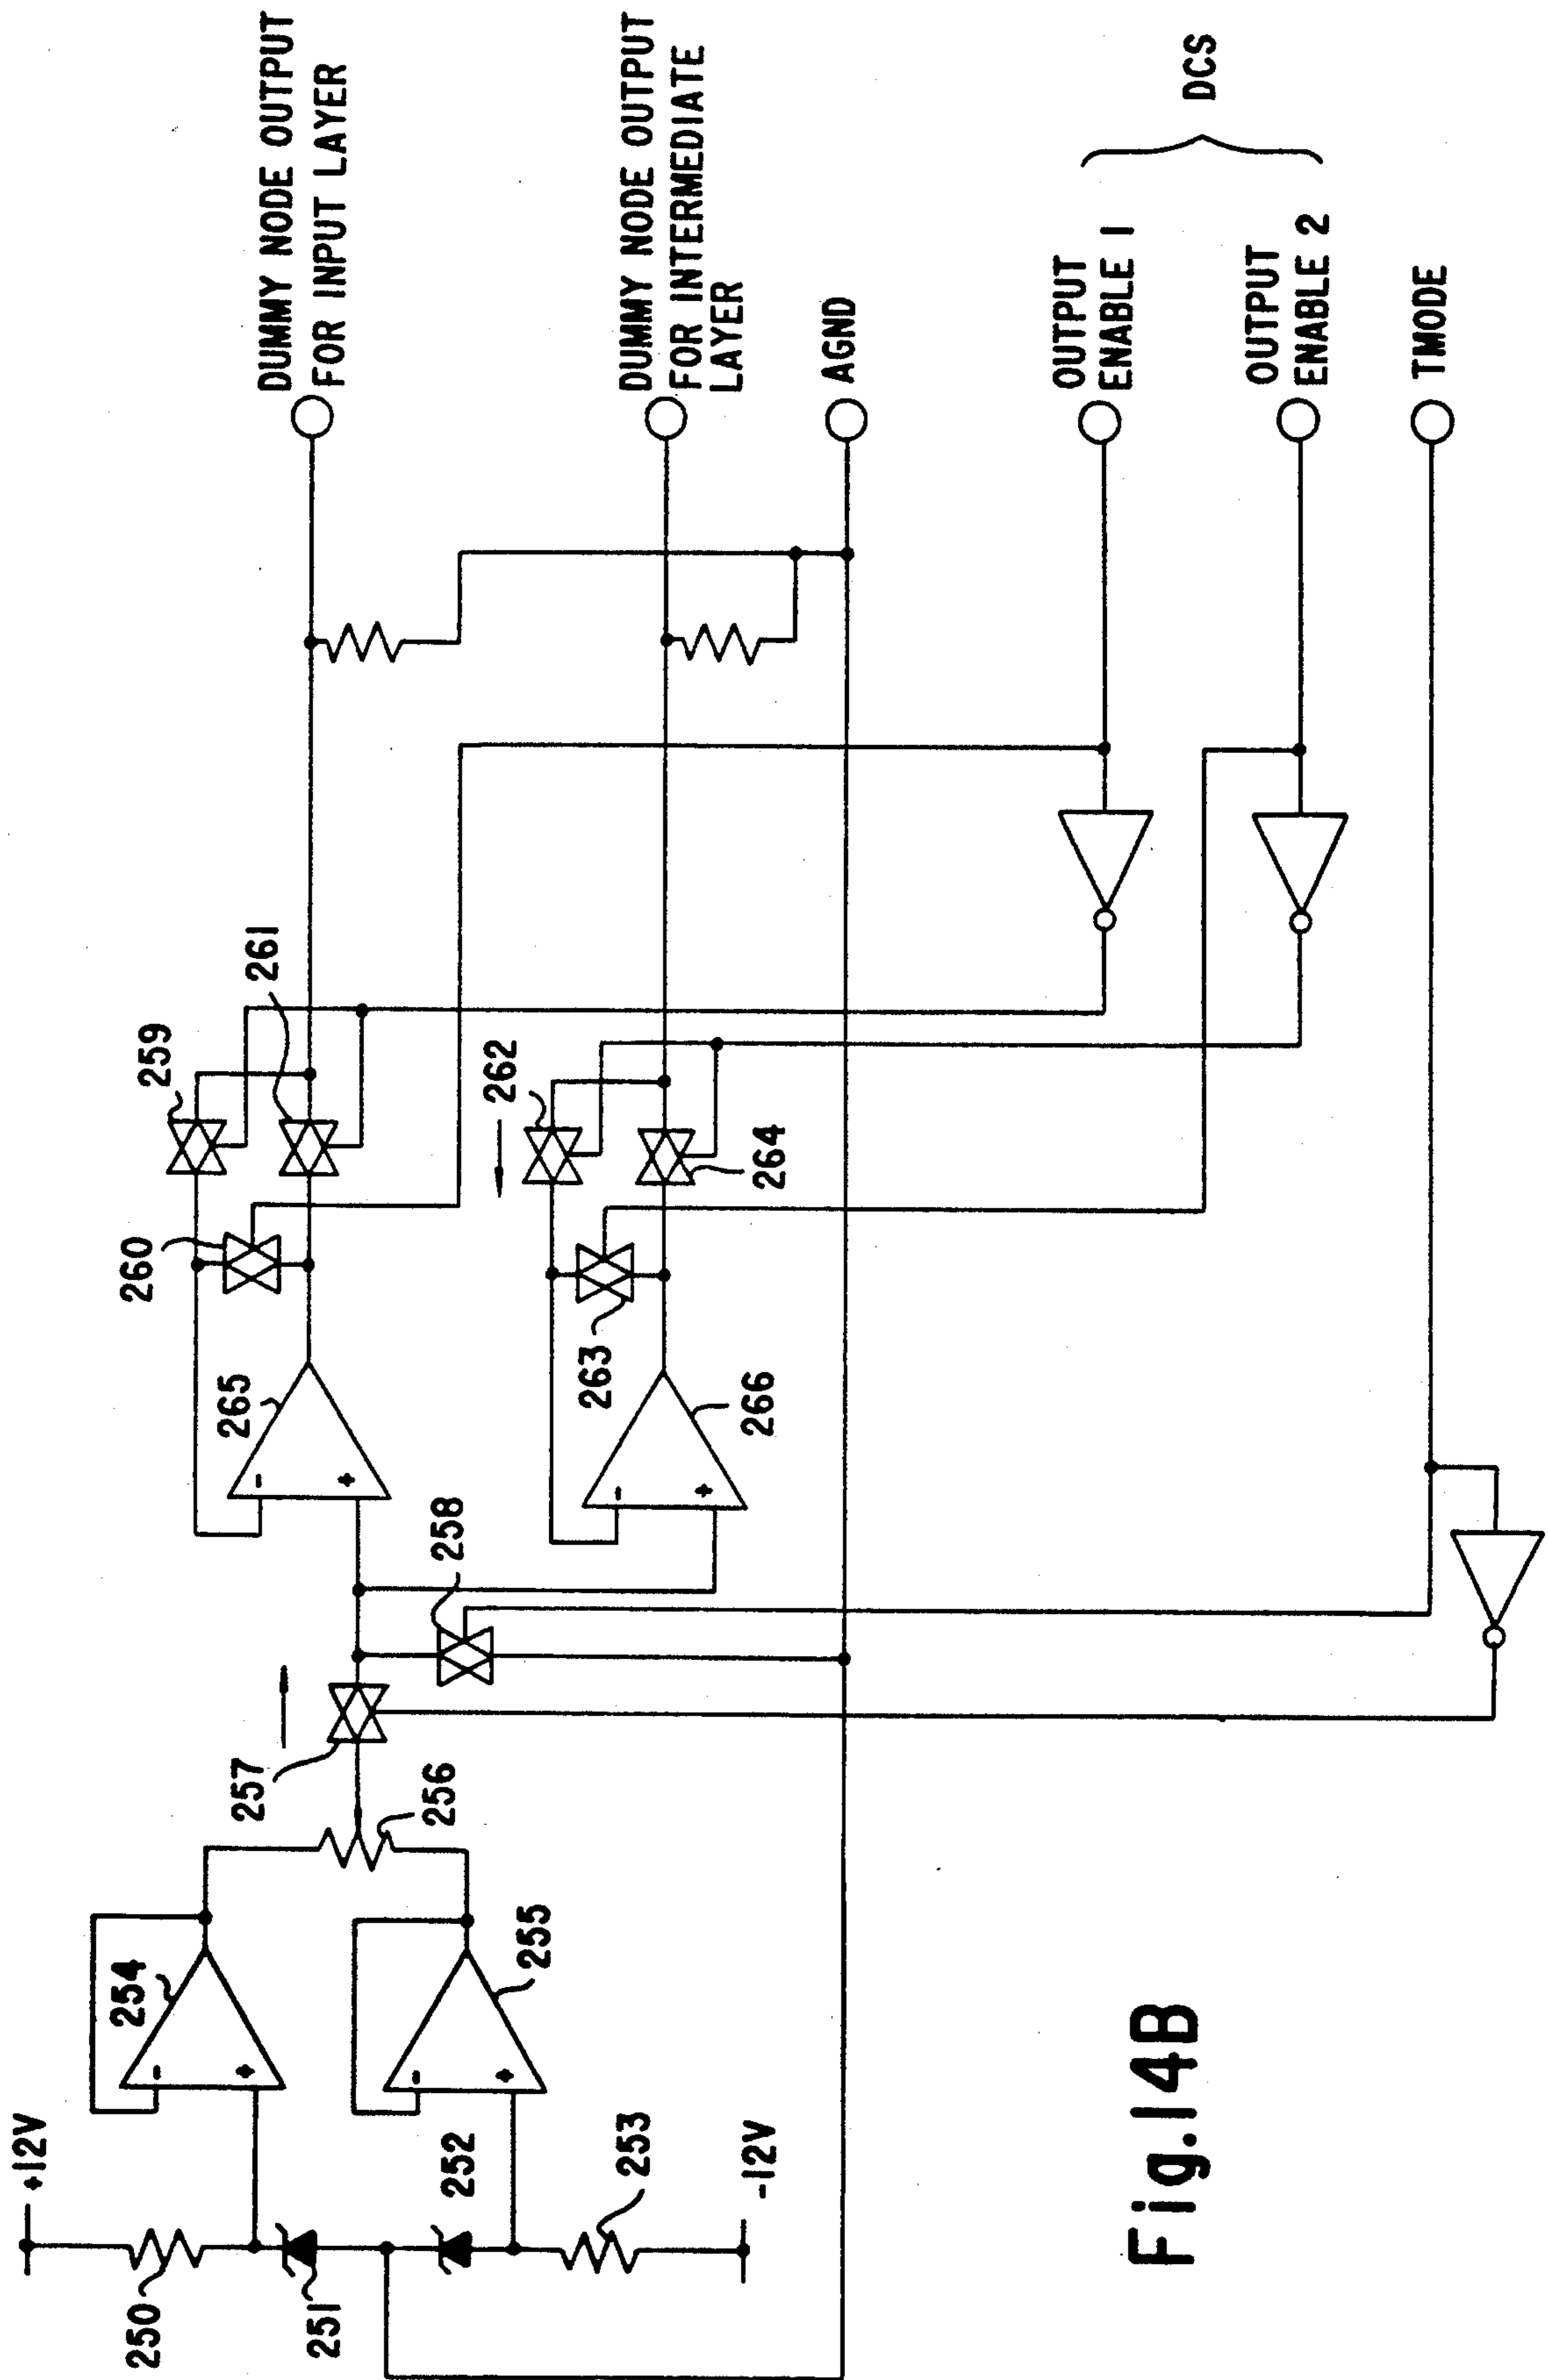 +12V
250
251
252
253
-12V
254
255
256
257
258
265
-
+
266
-
+
-
+
-
+
260
259
261
263
262
264
DUMMY NODE OUTPUT
FOR INPUT LAYER
DUMMY NODE OUTPUT
FOR INTERMEDIATE
LAYER
AGND
OUTPUT
ENABLE 1
OUTPUT
ENABLE 2
DCS
TMODE
Fig.14B